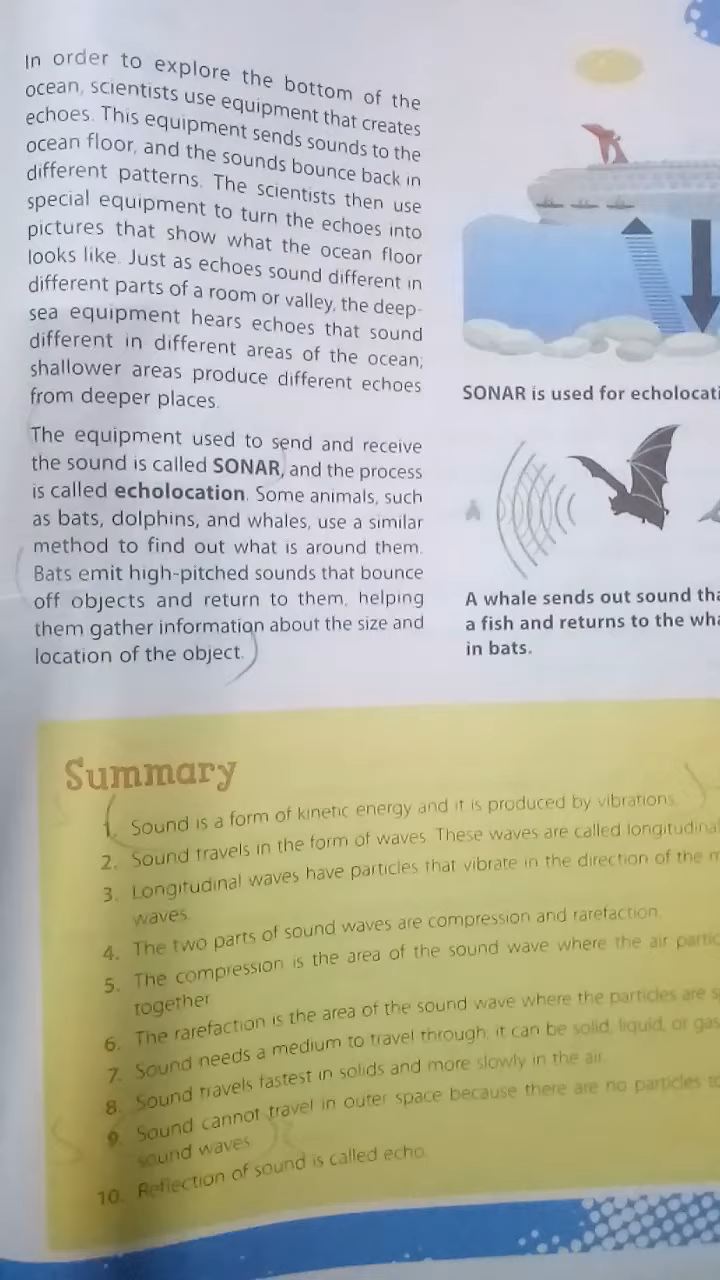 In order to explore the bottom of the
ocean, scientists use equipment that creates
echoes. This equipment sends sounds to the
ocean floor, and the sounds bounce back in
different patterns. The scientists then use
special equipment to turn the echoes into
pictures that show what the ocean floor
looks like. Just as echoes sound different in
different parts of a room or valley, the deep-
sea equipment hears echoes that sound
different in different areas of the ocean;
shallower areas produce different echoes
from deeper places.
The equipment used to send and receive
the sound is called SONAR, and the process
is called echolocation. Some animals, such
as bats, dolphins, and whales, use a similar
method to find out what is around them.
Bats emit high-pitched sounds that bounce
off objects and return to them, helping
them gather information about the size and
location of the object.
SONAR is used for echolocati
A whale sends out sound tha
a fish and returns to the wha
in bats.
Summary
1. Sound is a form of kinetic energy and it is produced by vibrations.
2. Sound travels in the form of waves. These waves are called longitudinal
3. Longitudinal waves have particles that vibrate in the direction of the
waves.
4. The two parts of sound waves are compression and rarefaction.
5. The compression is the area of the sound wave where the air partic
together.
6. The rarefaction is the area of the sound wave where the particles are s
7. Sound needs a medium to travel through; it can be solid, liquid, or gas
8. Sound travels fastest in solids and more slowly in the air.
9. Sound cannot travel in outer space because there are no particles to
sound waves.
10. Reflection of sound is called echo.